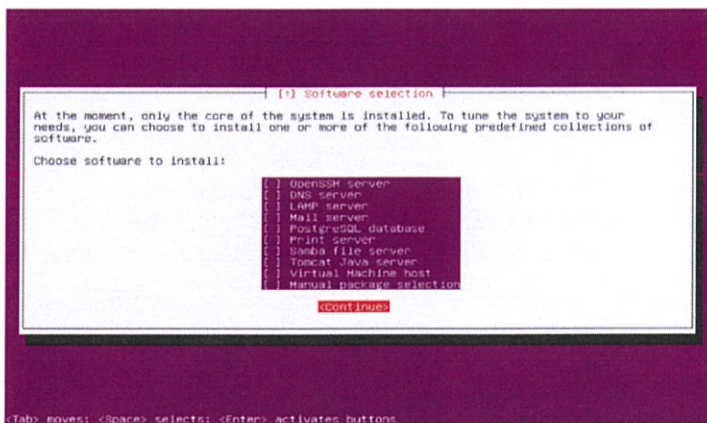 [!] Software selection
At the moment, only the core of the system is installed. To tune the system to your
needs, you can choose to install one or more of the following predefined collections of
software.
Choose software to install:
[ ] OpenSSH server
[ ] DNS server
[ ] LAMP server
[ ] Mail server
[ ] PostgreSQL database
[ ] Print server
[ ] Samba file server
[ ] Tomcat Java server
[ ] Virtual Machine host
[ ] Manual package selection
<Continue>
<Tab> moves; <Space> selects; <Enter> activates buttons